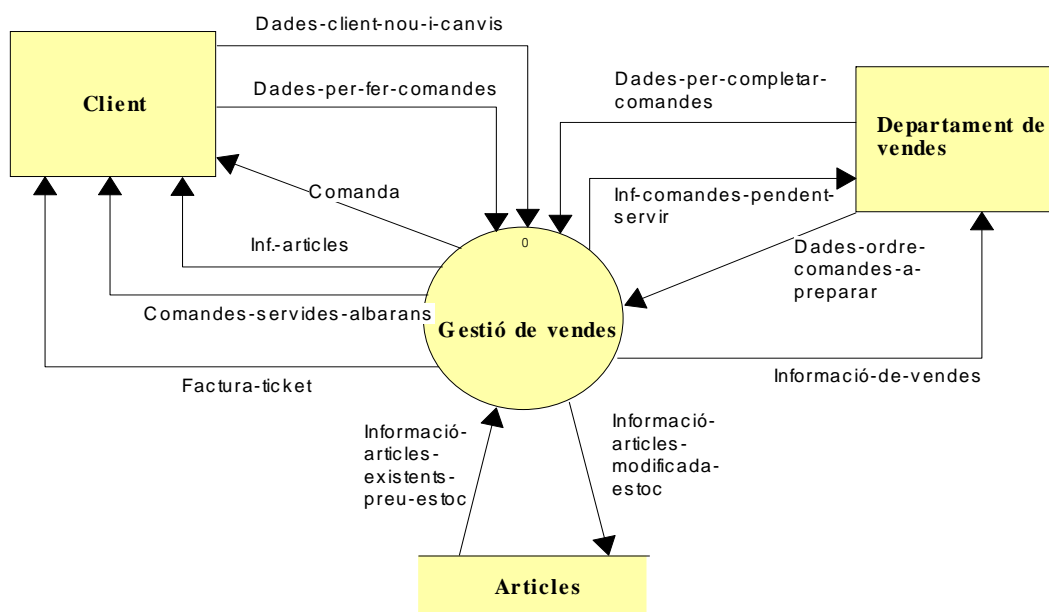 Dades-client-nou-i-canvis
Client
Dades-per-fer-comandes
Dades-per-completar-
comandes
Departament de
vendes
Comanda
Inf-comandes-pendent-
servir
0
Inf.-articles
Dades-ordre-
comandes-a-
preparar
Comandes-servides-albarans
Gestió de vendes
Factura-ticket
Informació-de-vendes
Informació-
articles-
existents-
preu-estoc
Informació-
articles-
modificada-
estoc
Articles